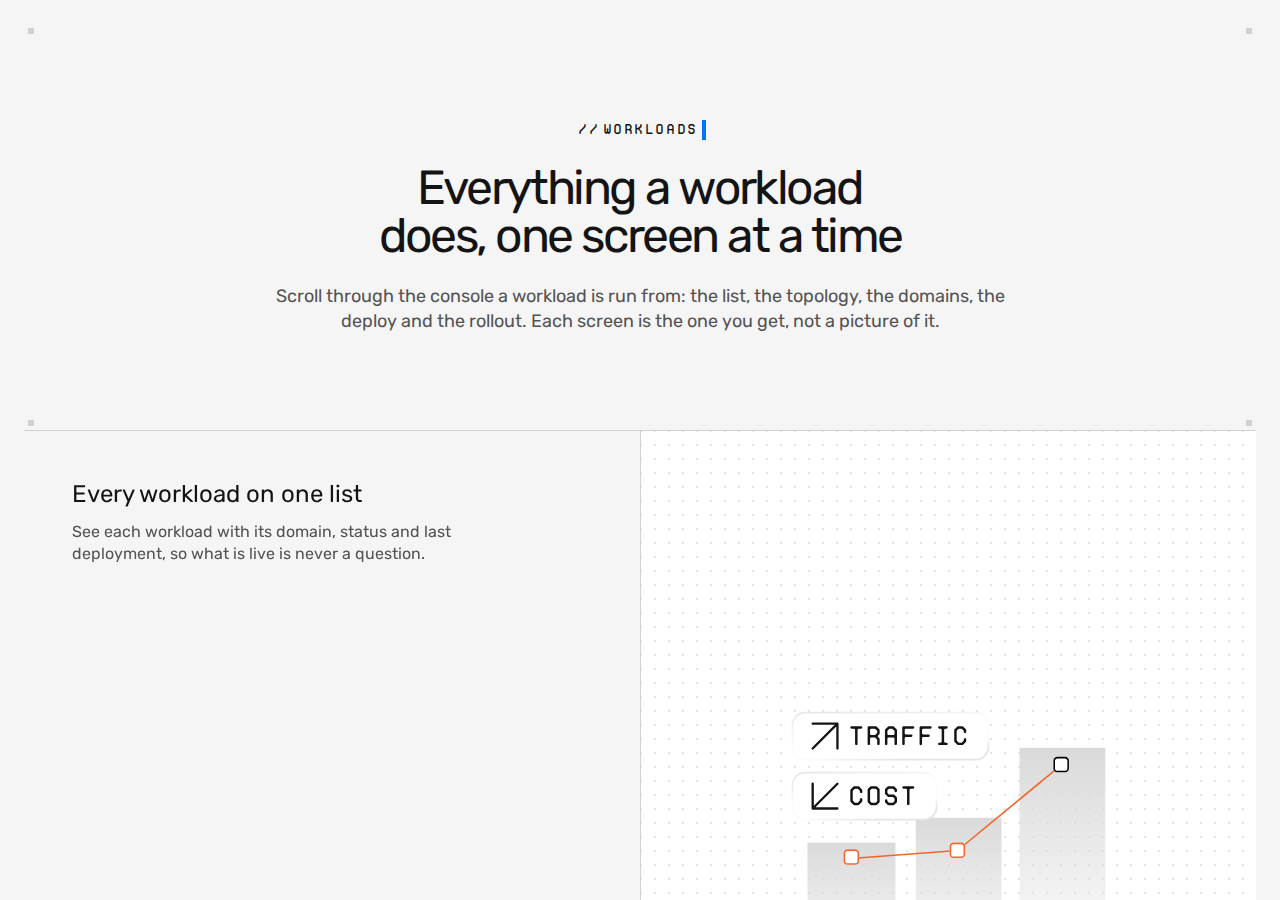 // WORKLOADS
Everything a workload
does, one screen at a time
Scroll through the console a workload is run from: the list, the topology, the domains, the
deploy and the rollout. Each screen is the one you get, not a picture of it.
Every workload on one list
See each workload with its domain, status and last
deployment, so what is live is never a question.
TRAFFIC
COST